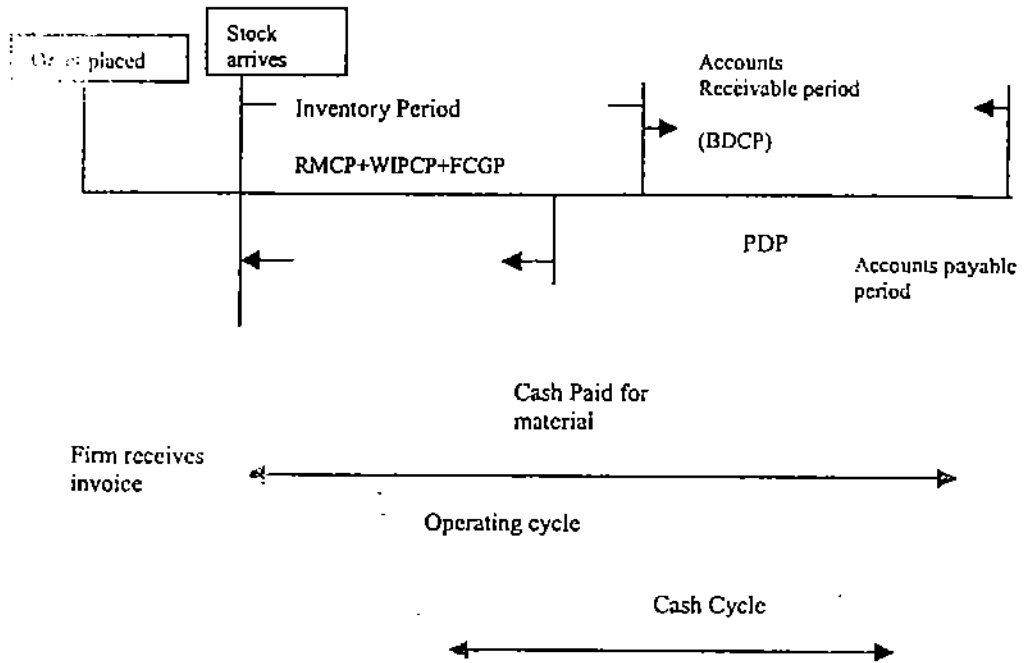 Stock
arrives
placed
Accounts
Receivable period
Inventory Period
(BDCP)
RMCP+WIPCP+FCGP
PDP
Accounts payable
period
Cash Paid for
material
Firm receives
invoice
Operating cycle
Cash Cycle